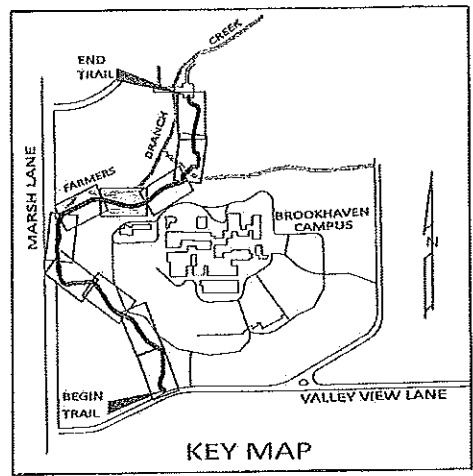 CREEK
END
TRAIL
BRANCH
FARMERS
MARSH LANE
BROOKHAVEN
CAMPUS
N
BEGIN
TRAIL
VALLEY VIEW LANE
KEY MAP